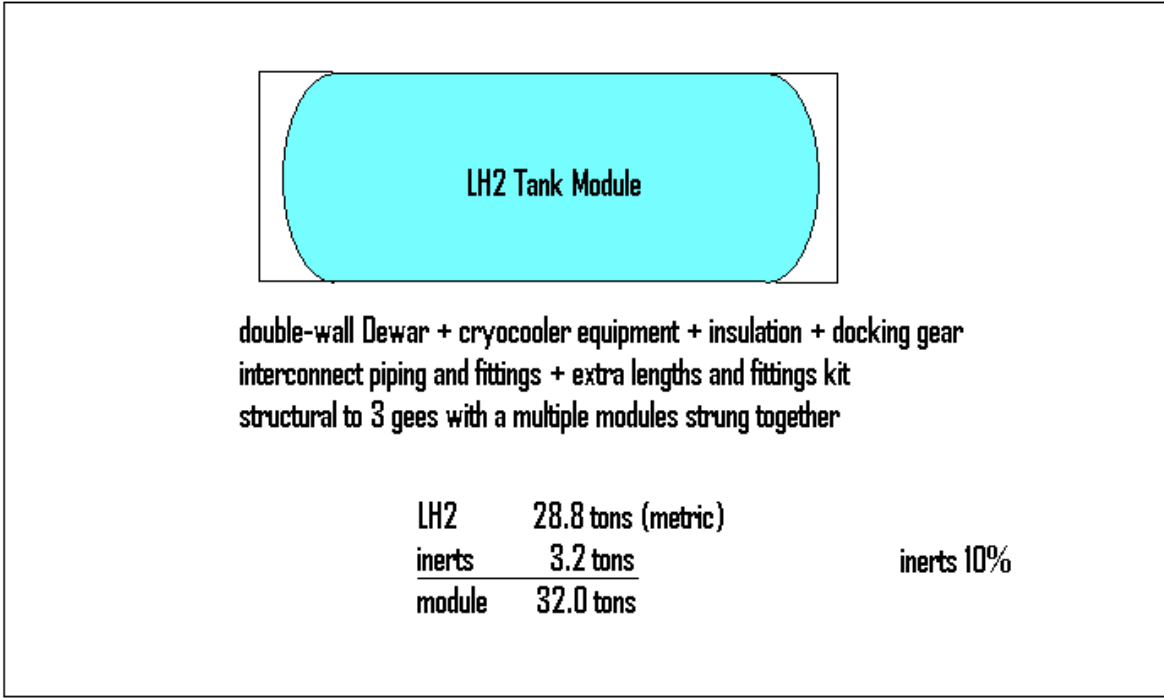 LH2 Tank Module
double-wall Dewar + cryocooler equipment + insulation + docking gear
interconnect piping and fittings + extra lengths and fittings kit
structural to 3 gees with a multiple modules strung together
LH2 28.8 tons (metric)
inerts 3.2 tons inerts 10%
module 32.0 tons